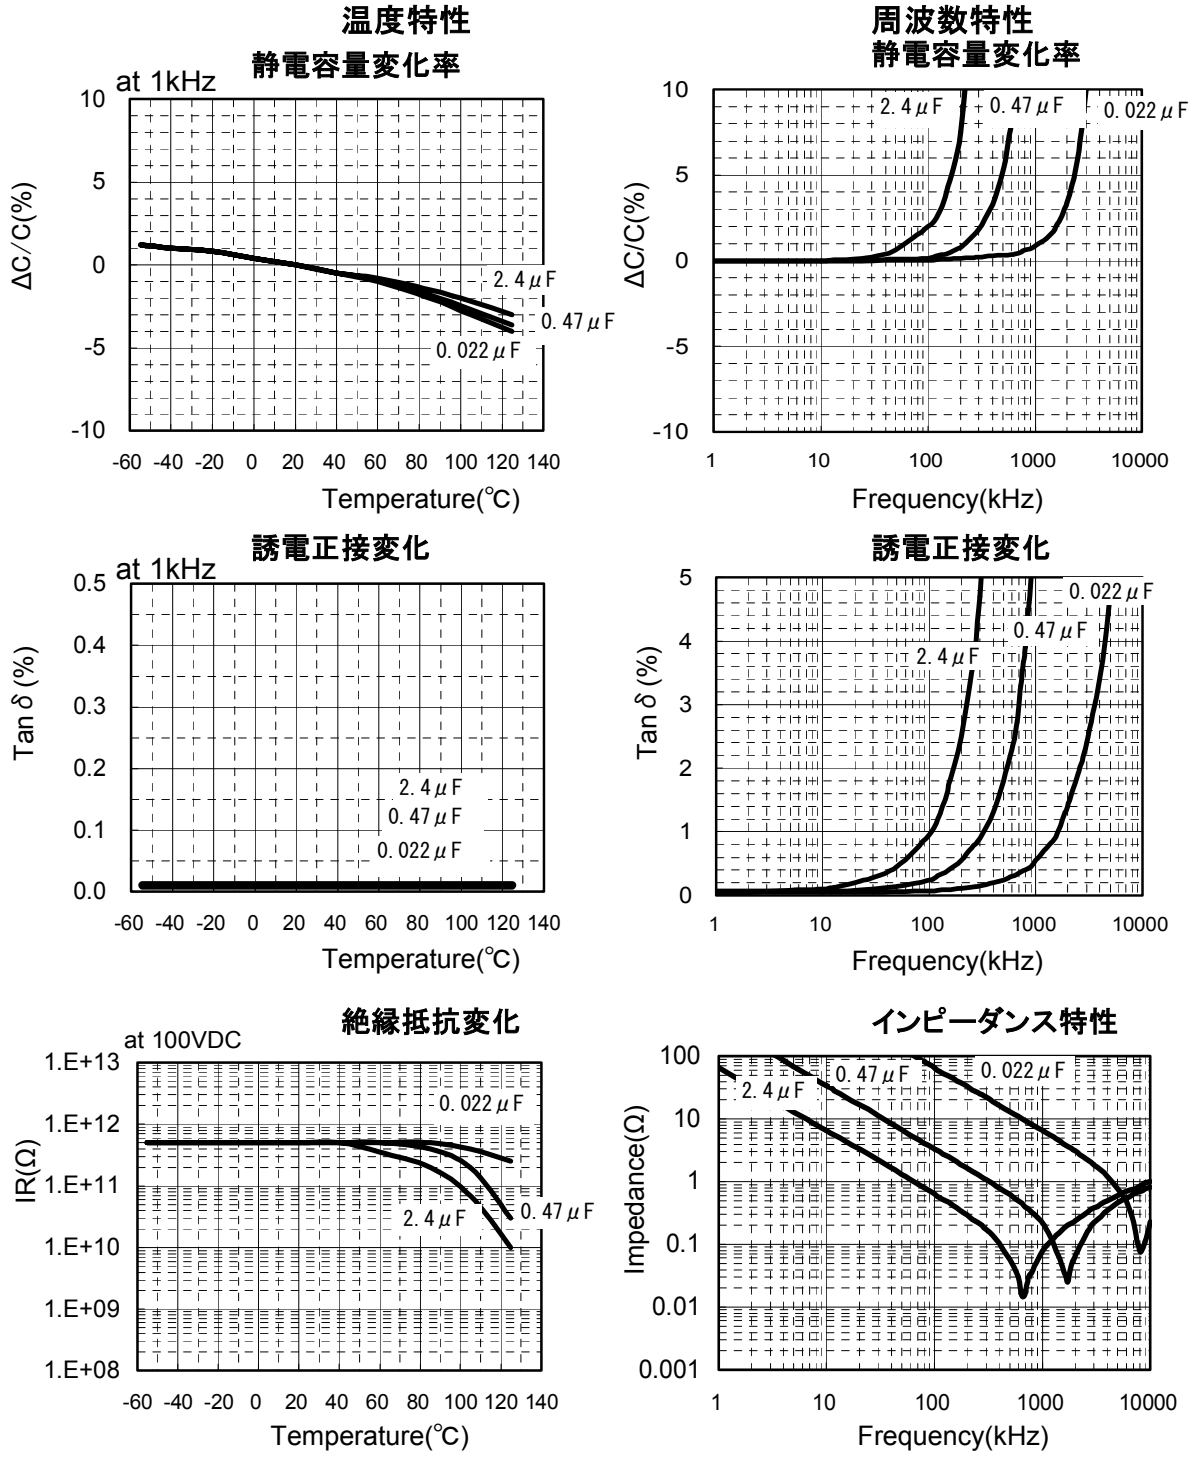 温度特性
静電容量変化率
at 1kHz
10
5
0
-5
-10
ΔC/C(%)
2.4μF
0.47μF
0.022μF
-60 -40 -20 0 20 40 60 80 100 120 140
Temperature(℃)
周波数特性
静電容量変化率
10
5
0
-5
-10
ΔC/C(%)
2.4μF
0.47μF
0.022μF
1 10 100 1000 10000
Frequency(kHz)
誘電正接変化
at 1kHz
0.5
0.4
0.3
0.2
0.1
0.0
Tan δ (%)
2.4μF
0.47μF
0.022μF
-60 -40 -20 0 20 40 60 80 100 120 140
Temperature(℃)
誘電正接変化
5
4
3
2
1
0
Tan δ (%)
0.022μF
0.47μF
2.4μF
1 10 100 1000 10000
Frequency(kHz)
絶縁抵抗変化
at 100VDC
1.E+13
1.E+12
1.E+11
1.E+10
1.E+09
1.E+08
IR(Ω)
0.022μF
0.47μF
2.4μF
-60 -40 -20 0 20 40 60 80 100 120 140
Temperature(℃)
インピーダンス特性
100
10
1
0.1
0.01
0.001
Impedance(Ω)
2.4μF
0.47μF
0.022μF
1 10 100 1000 10000
Frequency(kHz)